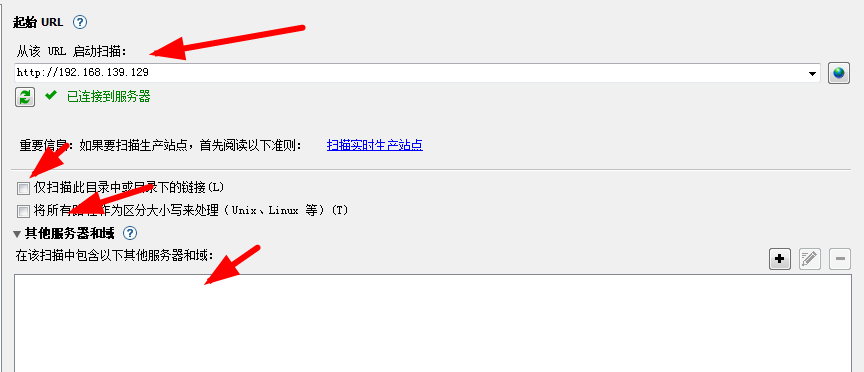 起始 URL
从该 URL 启动扫描:
http://192.168.139.129
已连接到服务器
重要信息: 如果要扫描生产站点，首先阅读以下准则: 扫描实时生产站点
仅扫描此目录中或目录下的链接(L)
将所有路径作为区分大小写来处理（Unix、Linux 等）(T)
其他服务器和域
在该扫描中包含以下其他服务器和域: